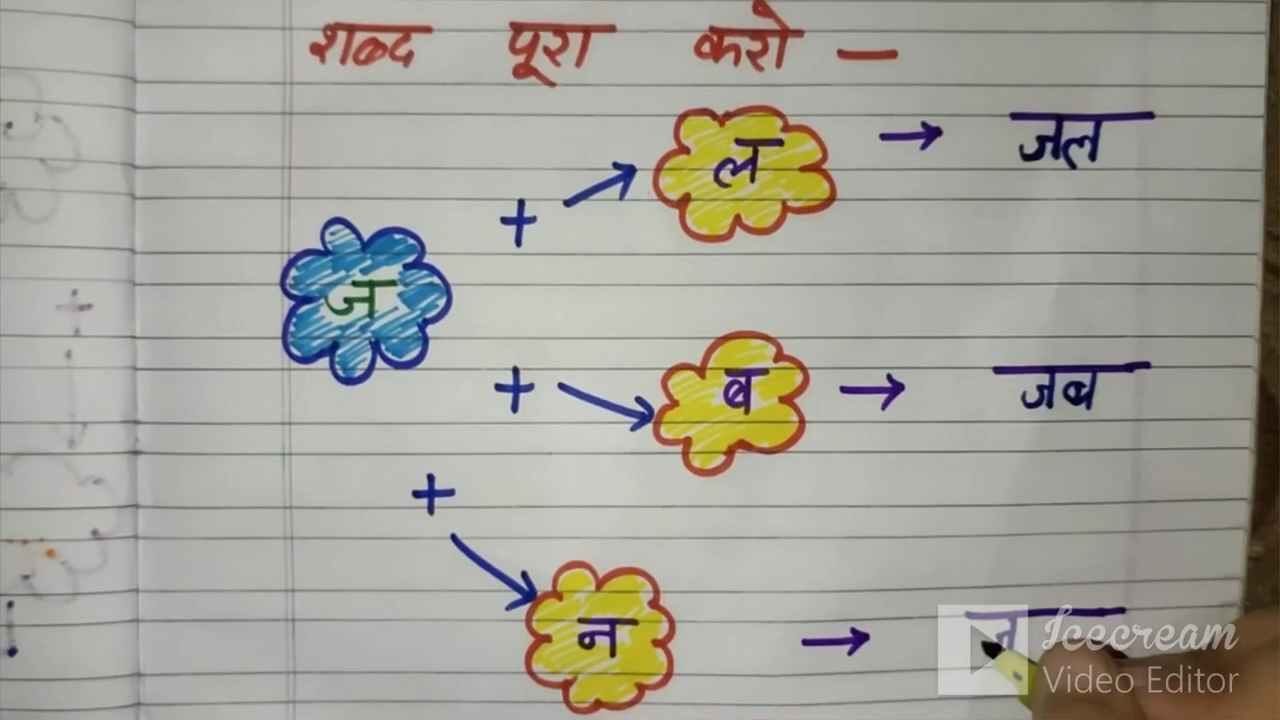 शब्द पूरा करो —
+ → ल → जल
ज
+ → ब → जब
+ → न → ज
Icecream
Video Editor